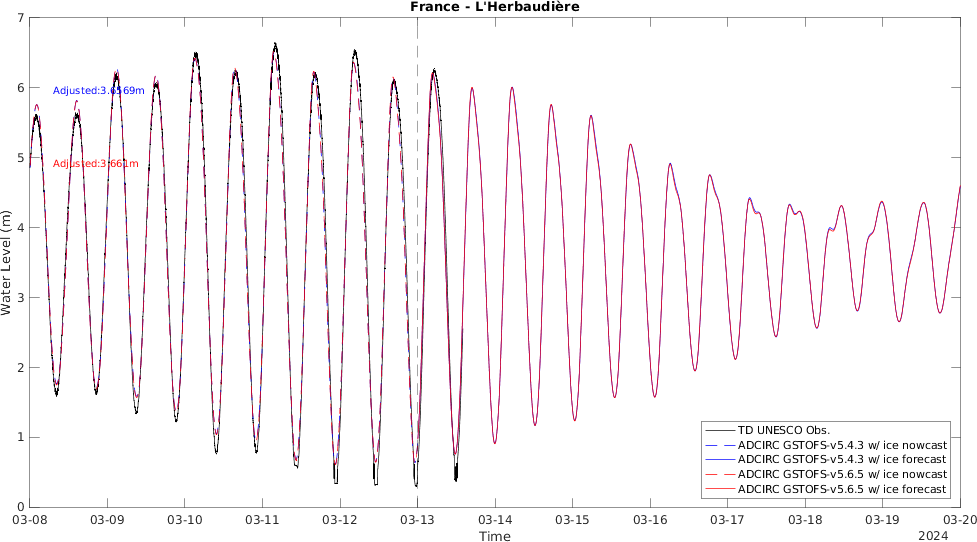 France - L'Herbaudière
7
6
5
4
3
2
1
0
Water Level (m)
Adjusted:3.6569m
Adjusted:3.661m
TD UNESCO Obs.
ADCIRC GSTOFS-v5.4.3 w/ ice nowcast
ADCIRC GSTOFS-v5.4.3 w/ ice forecast
ADCIRC GSTOFS-v5.6.5 w/ ice nowcast
ADCIRC GSTOFS-v5.6.5 w/ ice forecast
03-08 03-09 03-10 03-11 03-12 03-13 03-14 03-15 03-16 03-17 03-18 03-19 03-20
Time
2024